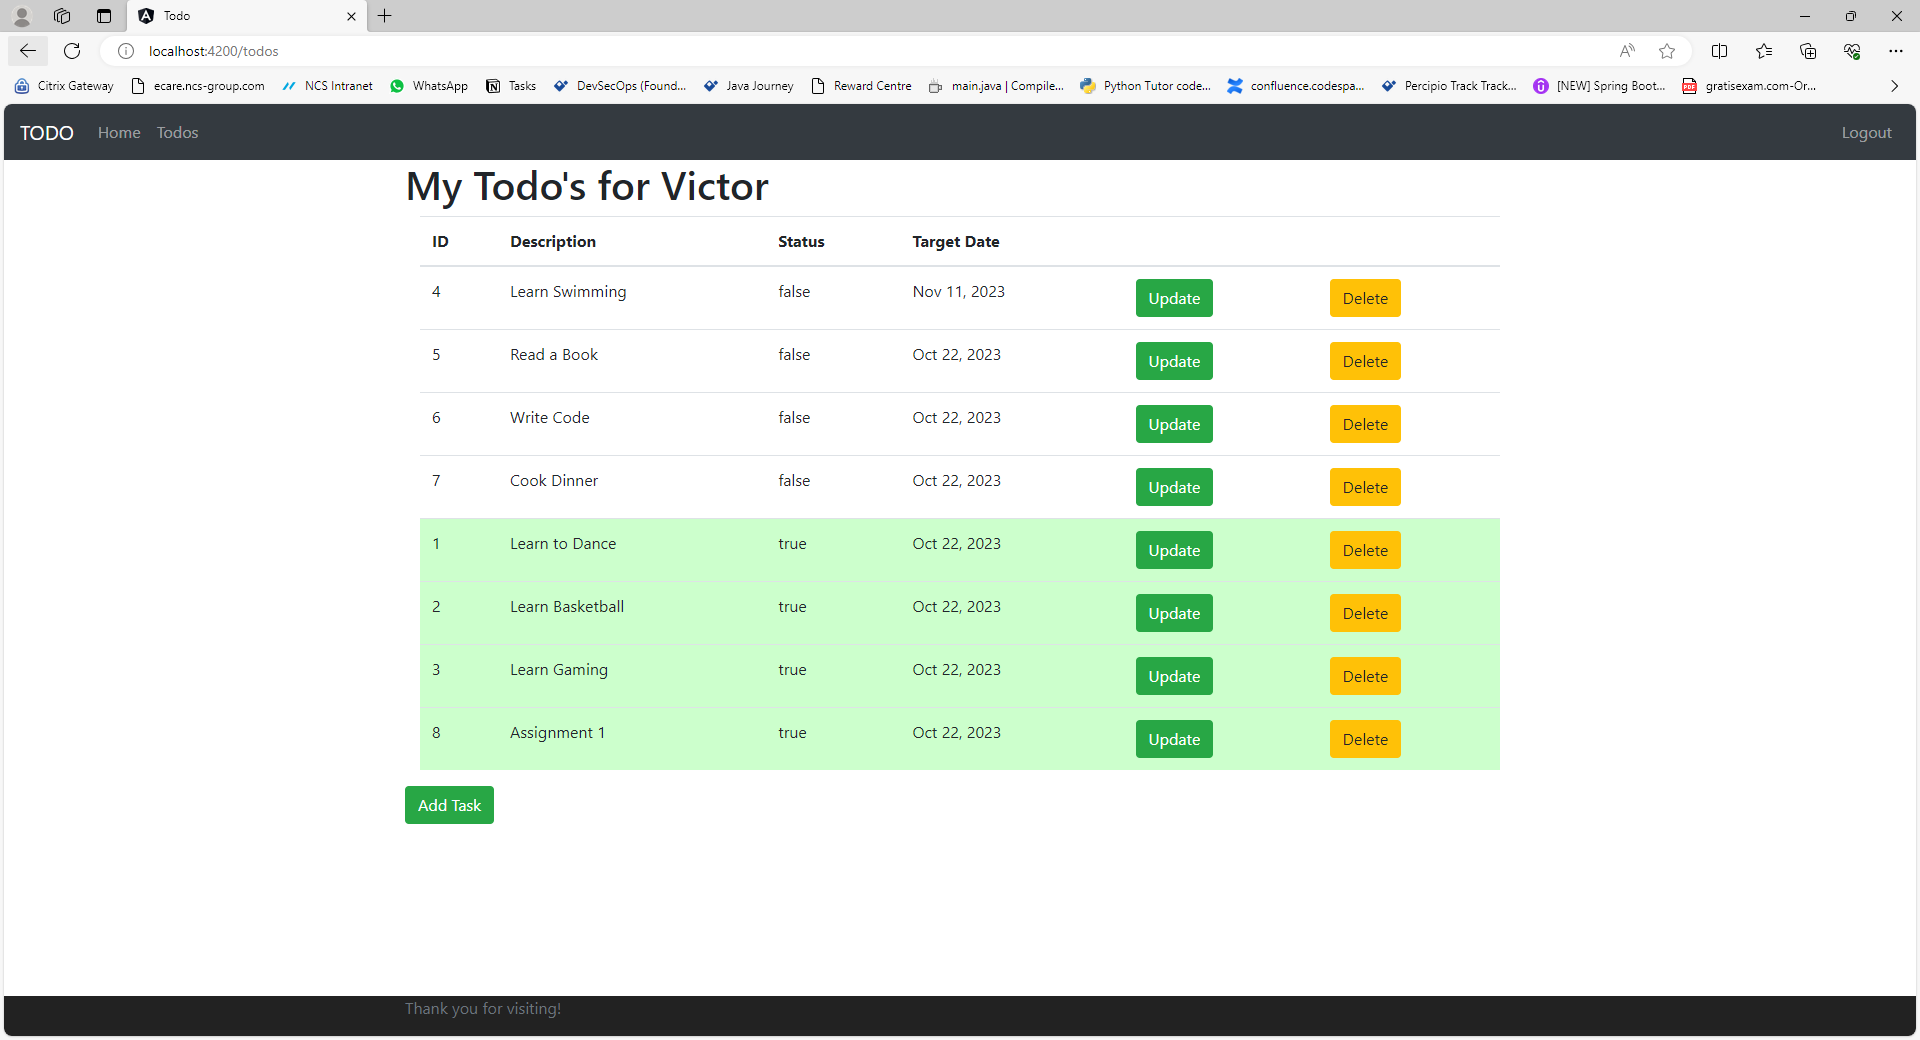 Todo
localhost:4200/todos
Citrix Gateway ecare.ncs-group.com NCS Intranet WhatsApp Tasks DevSecOps (Found... Java Journey Reward Centre main.java | Compile... Python Tutor code... confluence.codespa... Percipio Track Track... [NEW] Spring Boot... gratisexam.com-Or...
TODO Home Todos Logout
My Todo's for Victor
ID Description Status Target Date
4 Learn Swimming false Nov 11, 2023 Update Delete
5 Read a Book false Oct 22, 2023 Update Delete
6 Write Code false Oct 22, 2023 Update Delete
7 Cook Dinner false Oct 22, 2023 Update Delete
1 Learn to Dance true Oct 22, 2023 Update Delete
2 Learn Basketball true Oct 22, 2023 Update Delete
3 Learn Gaming true Oct 22, 2023 Update Delete
8 Assignment 1 true Oct 22, 2023 Update Delete
Add Task
Thank you for visiting!